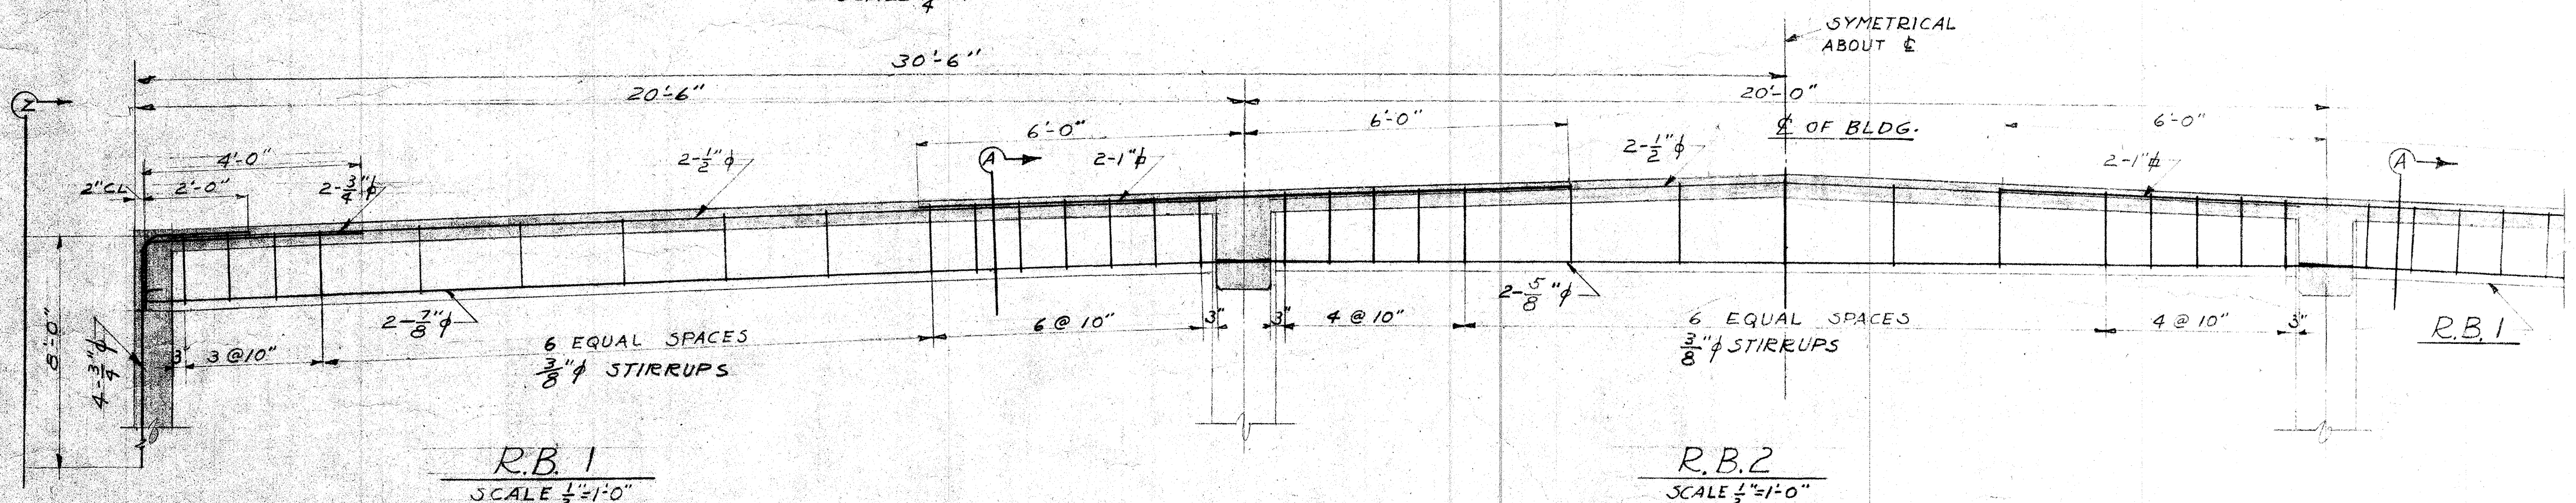 SYMETRICAL
ABOUT ℄
30'-6"
20'-6"
20'-0"
6'-0"
6'-0"
℄ OF BLDG.
6'-0"
4'-0"
2"CL
2'-0"
2-3/4"ϕ
2-1/2"ϕ
A
2-1"ϕ
2-1/2"ϕ
2-1"ϕ
A
Z
8'-0"
4-3/4"ϕ
3"
3@10"
2-7/8"ϕ
6 EQUAL SPACES
3/8"ϕ STIRRUPS
6@10"
3"
3"
4@10"
2-5/8"ϕ
6 EQUAL SPACES
3/8"ϕ STIRRUPS
4@10"
3"
R.B.1
R.B. 1
SCALE 1/2"=1'-0"
R.B.2
SCALE 1/2"=1'-0"